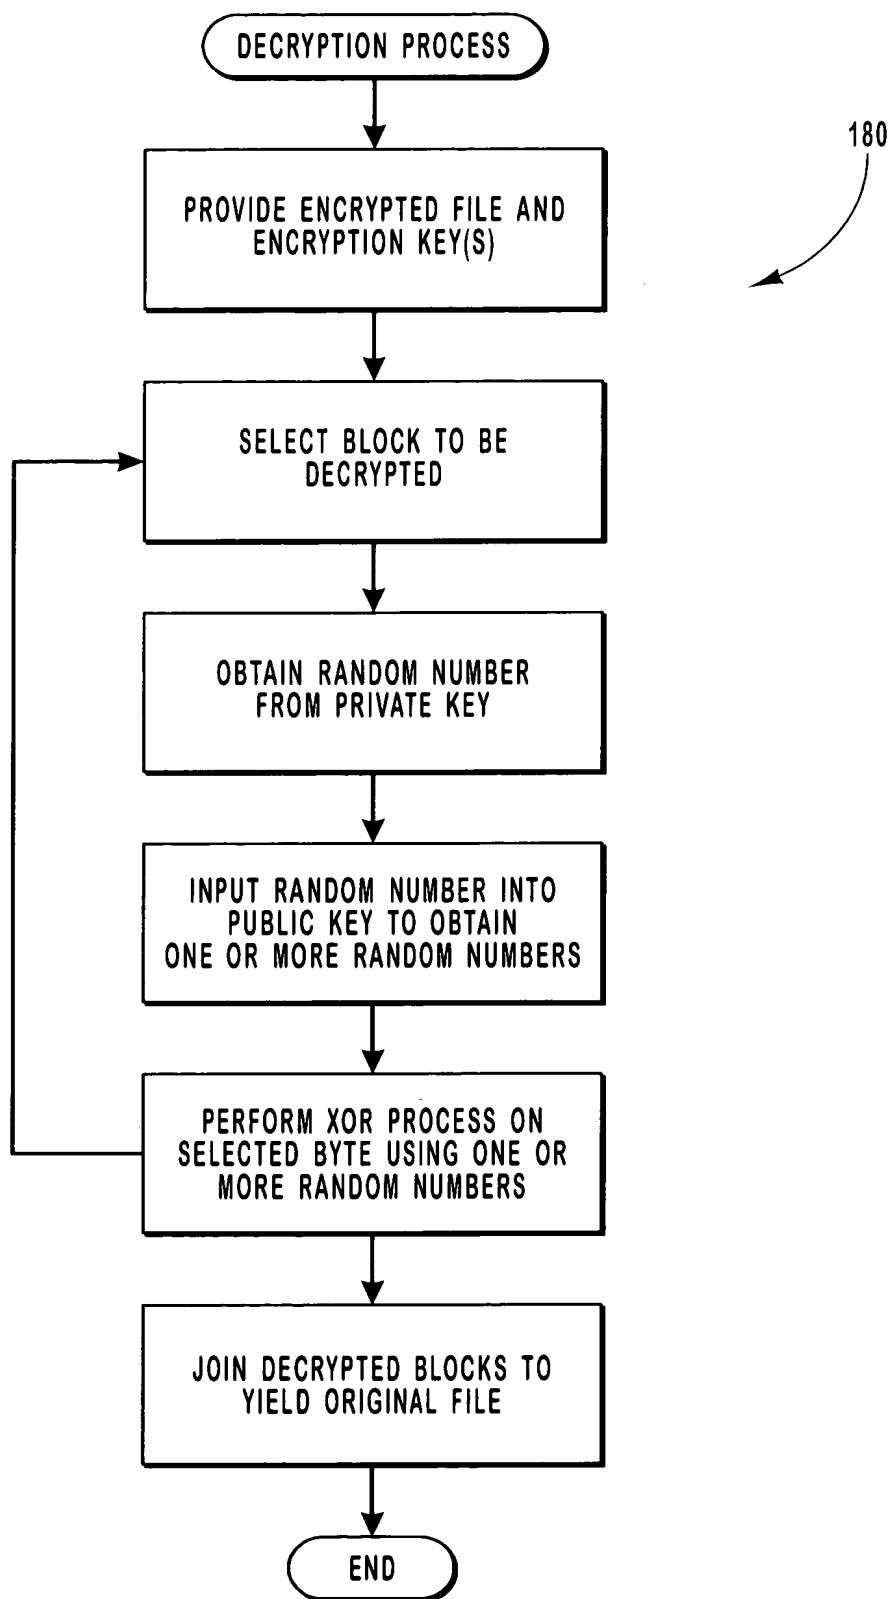 DECRYPTION PROCESS
180
PROVIDE ENCRYPTED FILE AND
ENCRYPTION KEY(S)
SELECT BLOCK TO BE
DECRYPTED
OBTAIN RANDOM NUMBER
FROM PRIVATE KEY
INPUT RANDOM NUMBER INTO
PUBLIC KEY TO OBTAIN
ONE OR MORE RANDOM NUMBERS
PERFORM XOR PROCESS ON
SELECTED BYTE USING ONE OR
MORE RANDOM NUMBERS
JOIN DECRYPTED BLOCKS TO
YIELD ORIGINAL FILE
END